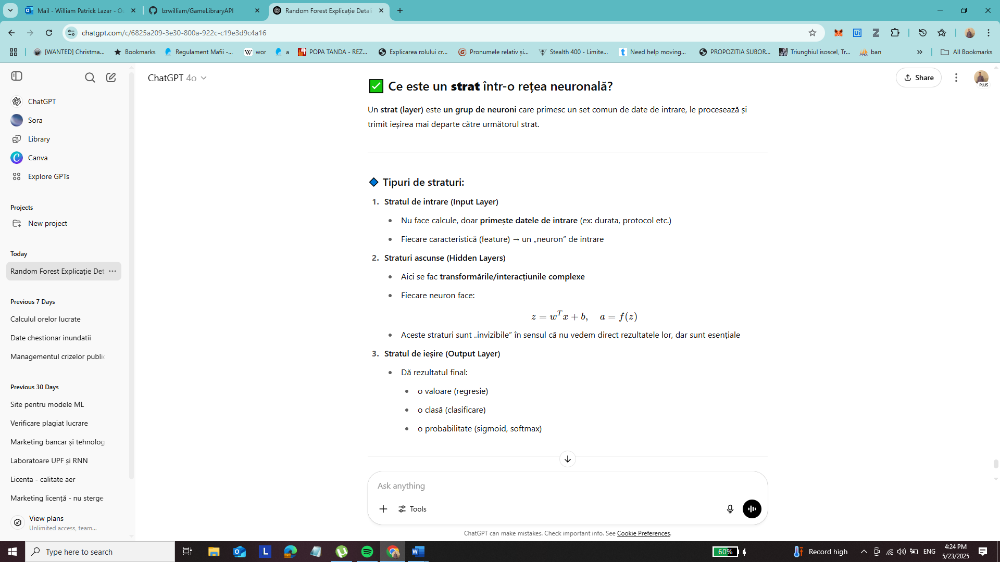 Mail - William Patrick Lazar - Ou
lzrwilliam/GameLibraryAPI
Random Forest Explicație Detali
chatgpt.com/c/6825a209-3e30-800a-922c-c19e3d9c4a16
[WANTED] Christma...
Bookmarks
Regulament Mafii -...
wor
a
POPA TANDA - REZ...
Explicarea rolului cr...
Pronumele relativ și...
Stealth 400 - Limite...
Need help moving...
PROPOZITIA SUBOR...
Triunghiul isoscel, Tr...
ban
All Bookmarks
ChatGPT
Sora
Library
Canva
Explore GPTs
Projects
New project
Today
Random Forest Explicație Det
Previous 7 Days
Calculul orelor lucrate
Date chestionar inundatii
Managementul crizelor public
Previous 30 Days
Site pentru modele ML
Verificare plagiat lucrare
Marketing bancar și tehnolog
Laboratoare UPF și RNN
Licenta - calitate aer
Marketing licență - nu sterge
View plans
Unlimited access, team...
ChatGPT 4o
Share
PLUS
Ce este un strat într-o rețea neuronală?
Un strat (layer) este un grup de neuroni care primesc un set comun de date de intrare, le procesează și
trimit ieșirea mai departe către următorul strat.
Tipuri de straturi:
1. Stratul de intrare (Input Layer)
• Nu face calcule, doar primește datele de intrare (ex: durata, protocol etc.)
• Fiecare caracteristică (feature) → un „neuron” de intrare
2. Straturi ascunse (Hidden Layers)
• Aici se fac transformările/interacțiunile complexe
• Fiecare neuron face:
z = w^T x + b, a = f(z)
• Aceste straturi sunt „invizibile” în sensul că nu vedem direct rezultatele lor, dar sunt esențiale
3. Stratul de ieșire (Output Layer)
• Dă rezultatul final:
• o valoare (regresie)
• o clasă (clasificare)
• o probabilitate (sigmoid, softmax)
Ask anything
Tools
ChatGPT can make mistakes. Check important info. See Cookie Preferences.
Type here to search
60%
Record high
ENG
4:24 PM
5/23/2025